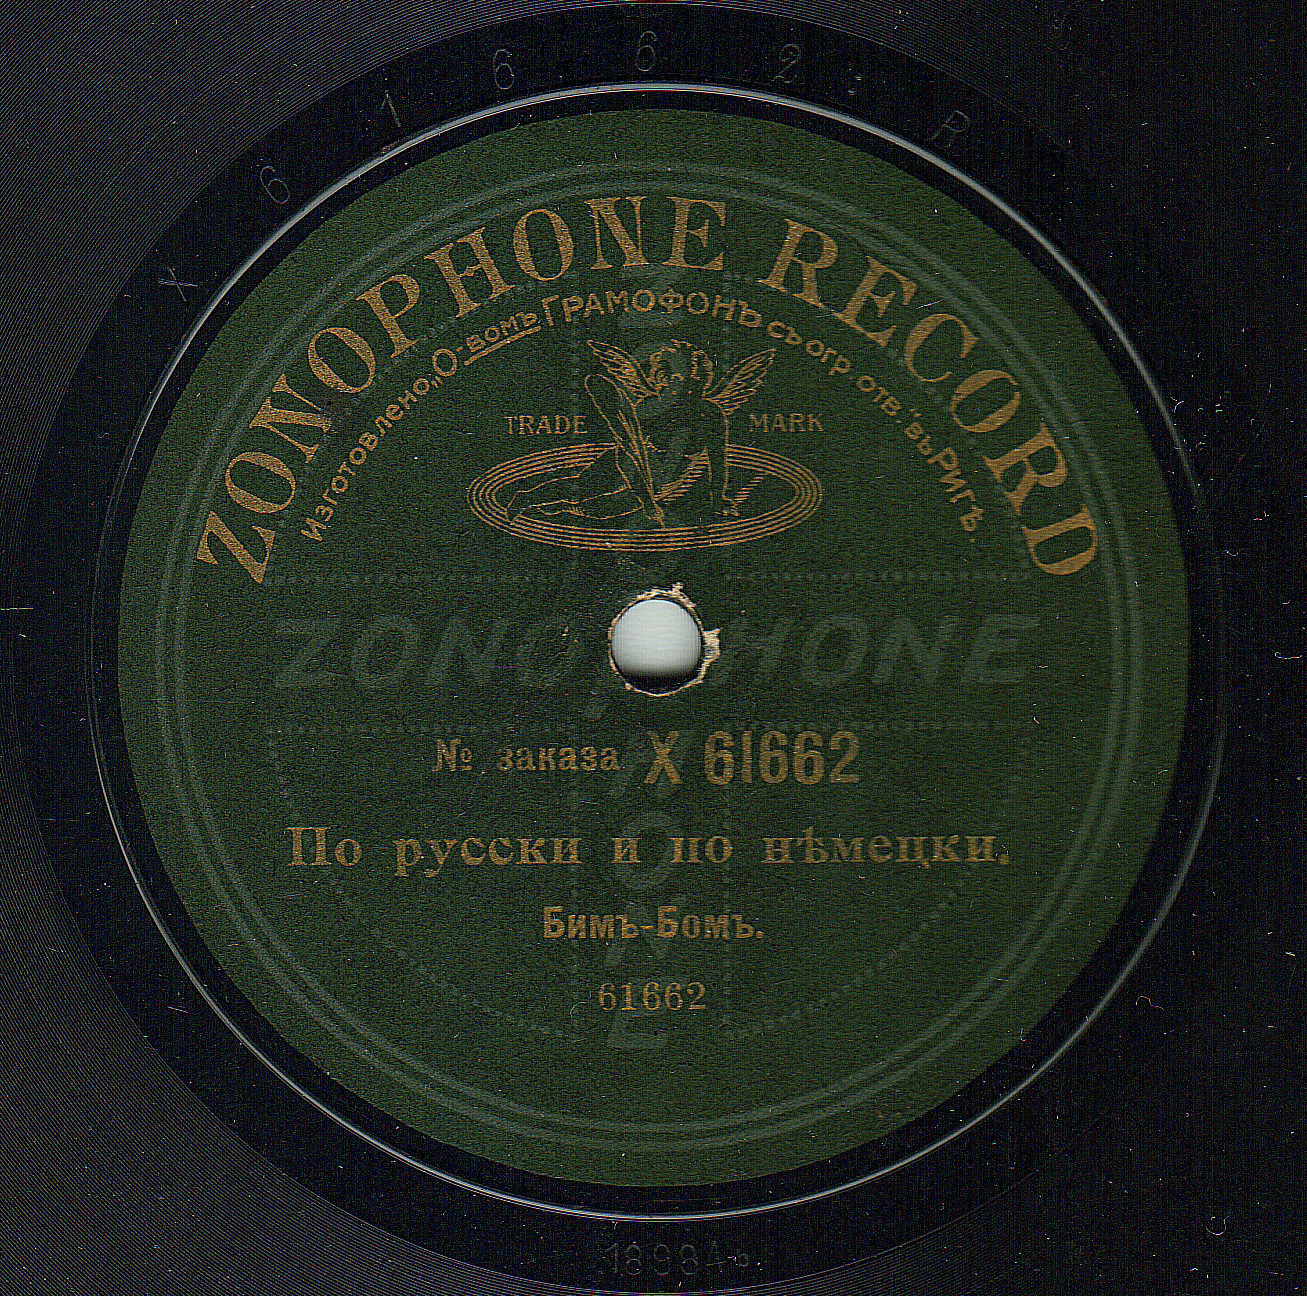 X 61662. R
ZONOPHONE RECORD
Изготовлено „О-вомъ Грамофонъ съ огр. отв." въ Ригѣ.
TRADE MARK
ZONOPHONE
№ заказа X 61662
По русски и по нѣмецки.
Бимъ-Бомъ.
61662